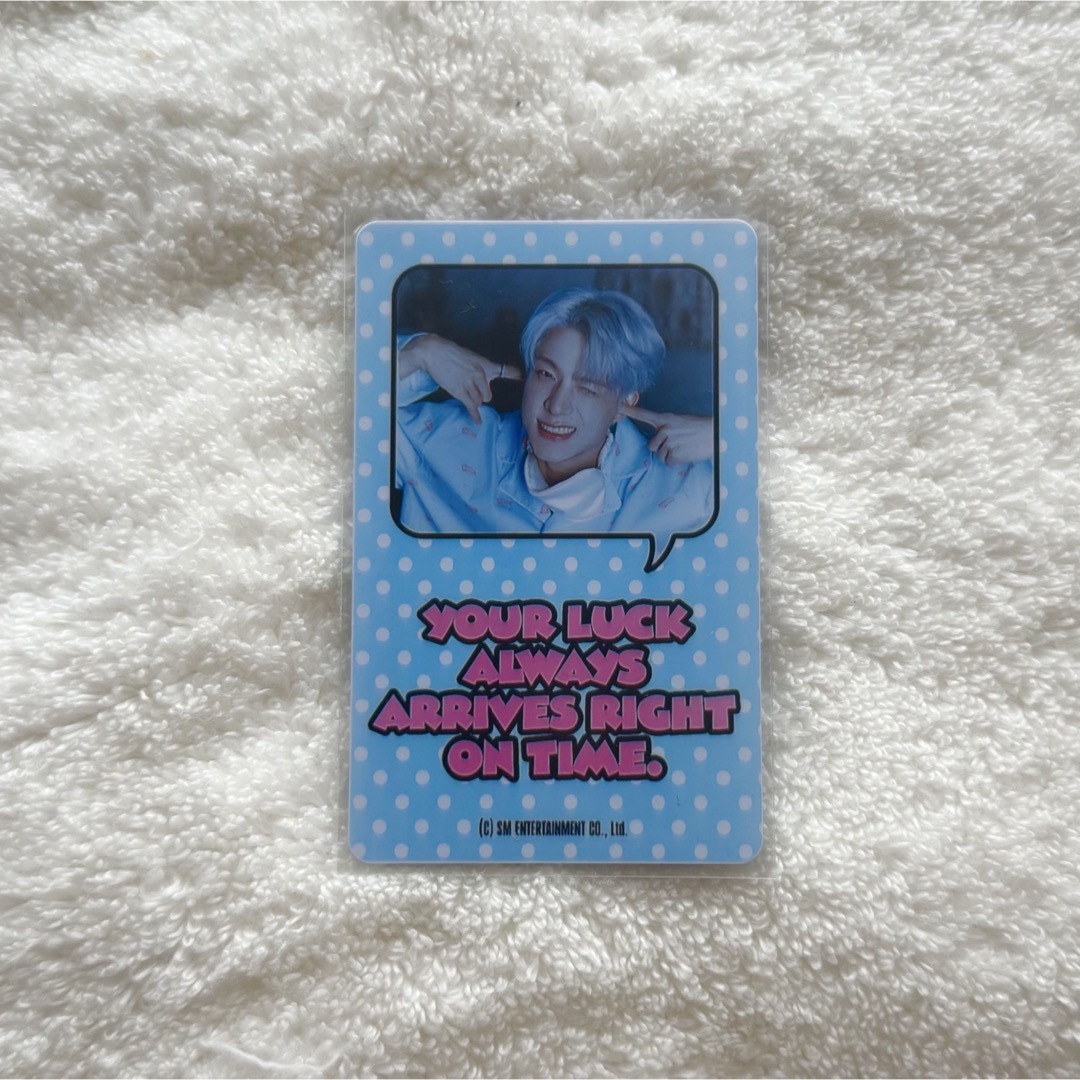 YOUR LUCK
ALWAYS
ARRIVES RIGHT
ON TIME.
(C) SM ENTERTAINMENT CO., Ltd.